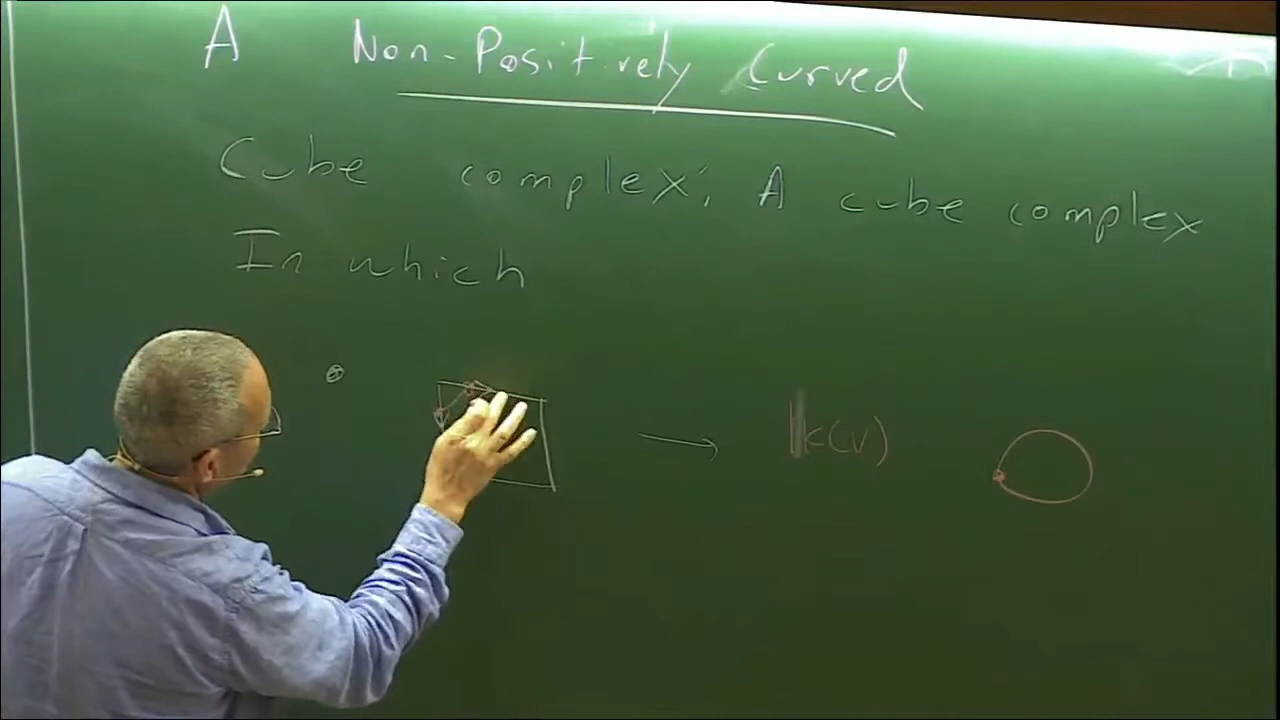 A Non-Positively Curved
Cube complex: A cube complex
In which
lk(v)